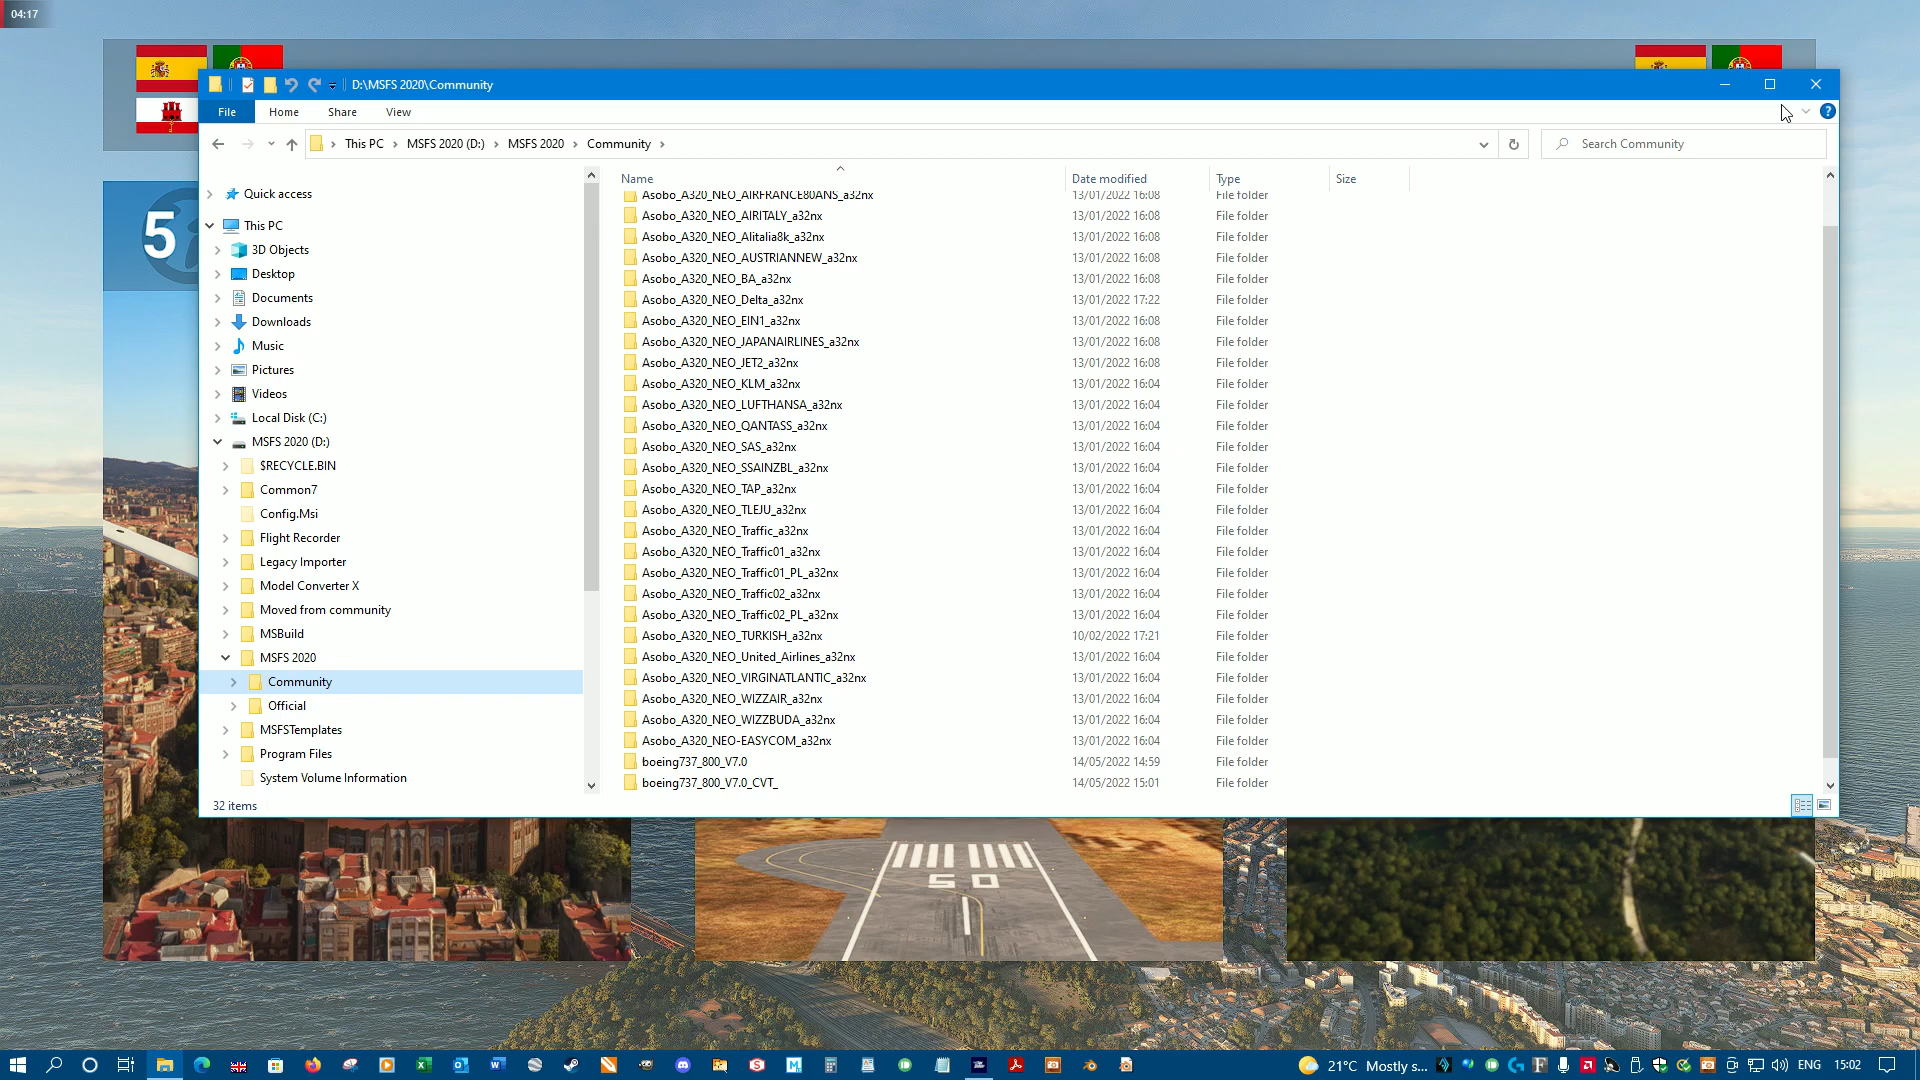 04:17
D:\MSFS 2020\Community
File Home Share View
This PC MSFS 2020 (D:) MSFS 2020 Community
Search Community
Name Date modified Type Size
Quick access
This PC
3D Objects
Desktop
Documents
Downloads
Music
Pictures
Videos
Local Disk (C:)
MSFS 2020 (D:)
$RECYCLE.BIN
Common7
Config.Msi
Flight Recorder
Legacy Importer
Model Converter X
Moved from community
MSBuild
MSFS 2020
Community
Official
MSFSTemplates
Program Files
System Volume Information
Asobo_A320_NEO_AIRFRANCE80ANS_a32nx 13/01/2022 16:08 File folder
Asobo_A320_NEO_AIRITALY_a32nx 13/01/2022 16:08 File folder
Asobo_A320_NEO_Alitalia8k_a32nx 13/01/2022 16:08 File folder
Asobo_A320_NEO_AUSTRIANNEW_a32nx 13/01/2022 16:08 File folder
Asobo_A320_NEO_BA_a32nx 13/01/2022 16:08 File folder
Asobo_A320_NEO_Delta_a32nx 13/01/2022 17:22 File folder
Asobo_A320_NEO_EIN1_a32nx 13/01/2022 16:08 File folder
Asobo_A320_NEO_JAPANAIRLINES_a32nx 13/01/2022 16:08 File folder
Asobo_A320_NEO_JET2_a32nx 13/01/2022 16:08 File folder
Asobo_A320_NEO_KLM_a32nx 13/01/2022 16:04 File folder
Asobo_A320_NEO_LUFTHANSA_a32nx 13/01/2022 16:04 File folder
Asobo_A320_NEO_QANTASS_a32nx 13/01/2022 16:04 File folder
Asobo_A320_NEO_SAS_a32nx 13/01/2022 16:04 File folder
Asobo_A320_NEO_SSAINZBL_a32nx 13/01/2022 16:04 File folder
Asobo_A320_NEO_TAP_a32nx 13/01/2022 16:04 File folder
Asobo_A320_NEO_TLEJU_a32nx 13/01/2022 16:04 File folder
Asobo_A320_NEO_Traffic_a32nx 13/01/2022 16:04 File folder
Asobo_A320_NEO_Traffic01_a32nx 13/01/2022 16:04 File folder
Asobo_A320_NEO_Traffic01_PL_a32nx 13/01/2022 16:04 File folder
Asobo_A320_NEO_Traffic02_a32nx 13/01/2022 16:04 File folder
Asobo_A320_NEO_Traffic02_PL_a32nx 13/01/2022 16:04 File folder
Asobo_A320_NEO_TURKISH_a32nx 10/02/2022 17:21 File folder
Asobo_A320_NEO_United_Airlines_a32nx 13/01/2022 16:04 File folder
Asobo_A320_NEO_VIRGINATLANTIC_a32nx 13/01/2022 16:04 File folder
Asobo_A320_NEO_WIZZAIR_a32nx 13/01/2022 16:04 File folder
Asobo_A320_NEO_WIZZBUDA_a32nx 13/01/2022 16:04 File folder
Asobo_A320_NEO-EASYCOM_a32nx 13/01/2022 16:04 File folder
boeing737_800_V7.0 14/05/2022 14:59 File folder
boeing737_800_V7.0_CVT_ 14/05/2022 15:01 File folder
32 items
5
50
21°C Mostly s...
ENG
15:02